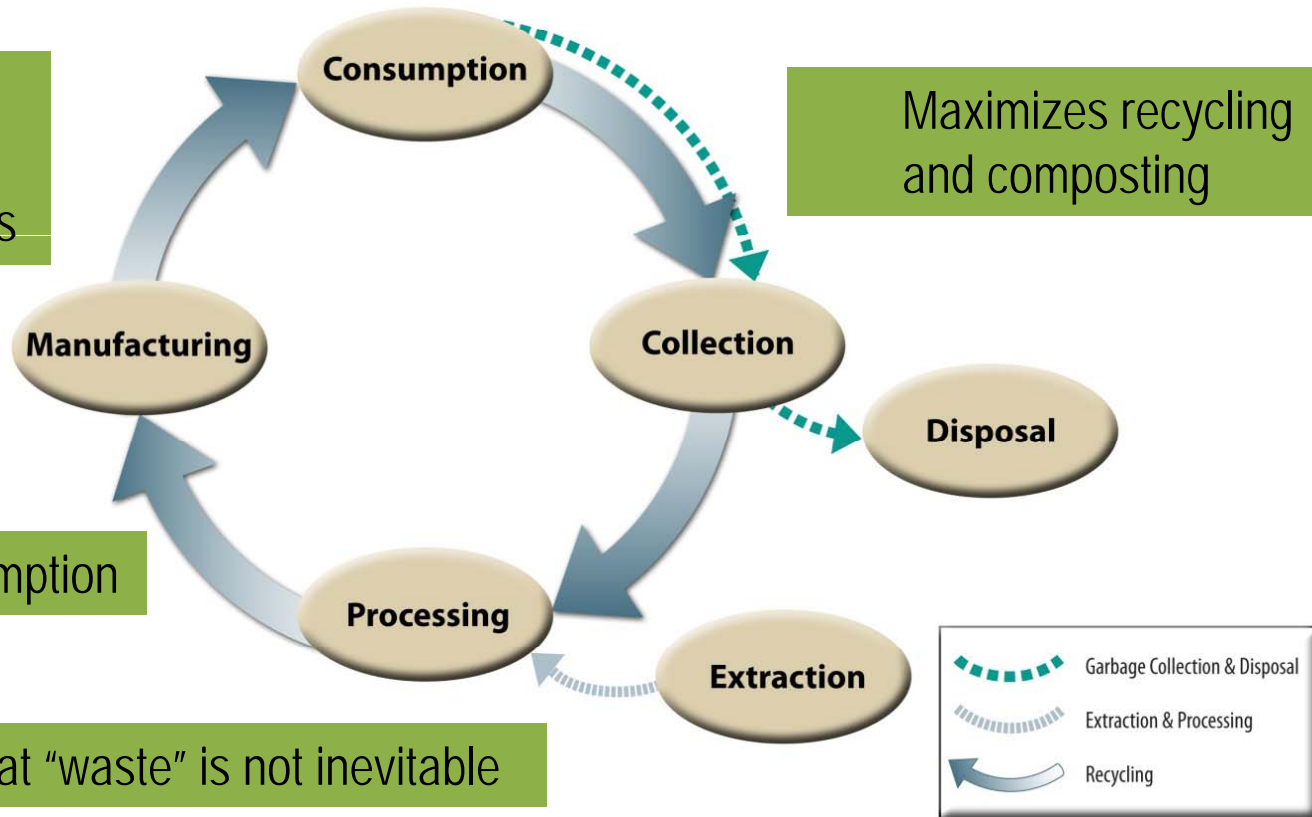 Consumption
Maximizes recycling
and composting
s
Manufacturing
Collection
Disposal
mption
Processing
Extraction
Garbage Collection & Disposal
Extraction & Processing
Recycling
at “waste” is not inevitable